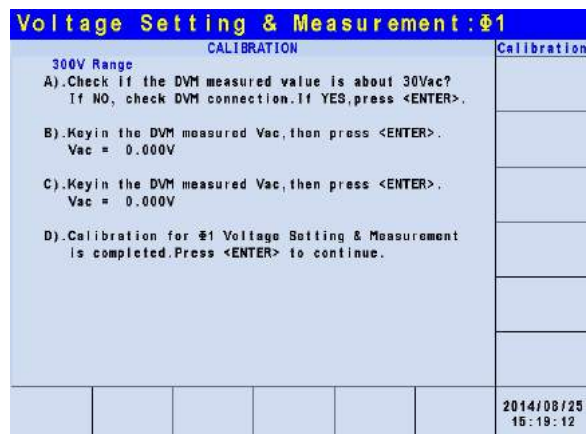 Voltage Setting & Measurement:Φ1
CALIBRATION
Calibration
300V Range
A).Check if the DVM measured value is about 30Vac?
If NO, check DVM connection.If YES,press <ENTER>.
B).Keyin the DVM measured Vac,then press <ENTER>.
Vac = 0.000V
C).Keyin the DVM measured Vac,then press <ENTER>.
Vac = 0.000V
D).Calibration for Φ1 Voltage Setting & Measurement
is completed.Press <ENTER> to continue.
2014/08/25
15:19:12